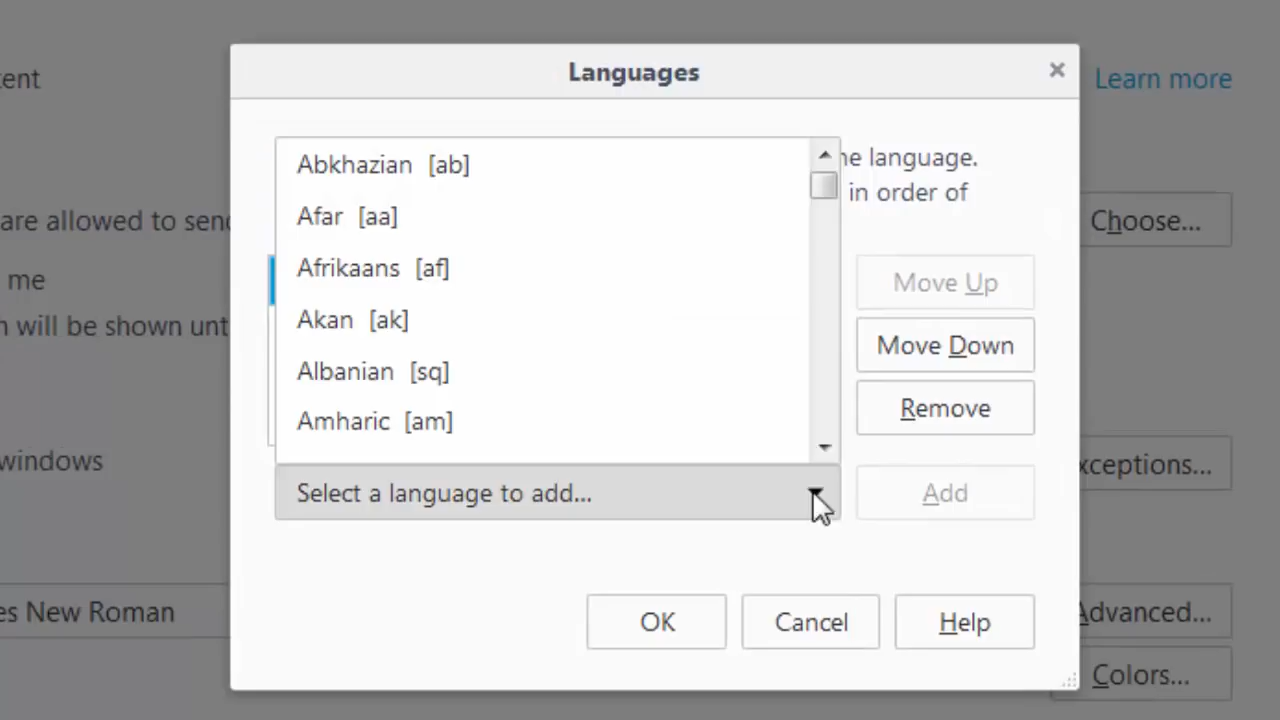 Languages
tent
Learn more
Abkhazian [ab]
he language.
Afar [aa]
in order of
are allowed to send
Choose...
Afrikaans [af]
me
Move Up
Akan [ak]
n will be shown unt
Move Down
Albanian [sq]
Amharic [am]
Remove
windows
xceptions...
Select a language to add...
Add
es New Roman
OK
Cancel
Help
Advanced...
Colors...